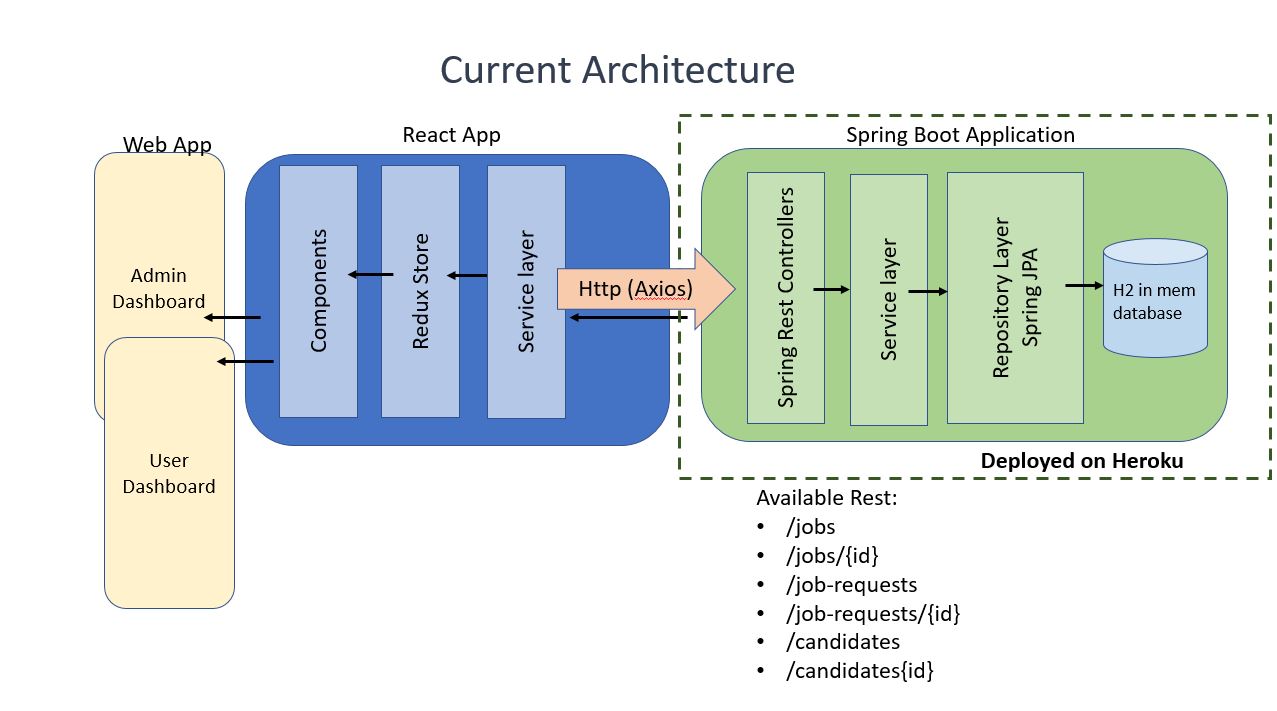 Current Architecture
Web App
Admin
Dashboard
User
Dashboard
React App
Components
Redux Store
Service layer
Http (Axios)
Spring Boot Application
Spring Rest Controllers
Service layer
Repository Layer
Spring JPA
H2 in mem
database
Deployed on Heroku
Available Rest:
• /jobs
• /jobs/{id}
• /job-requests
• /job-requests/{id}
• /candidates
• /candidates{id}